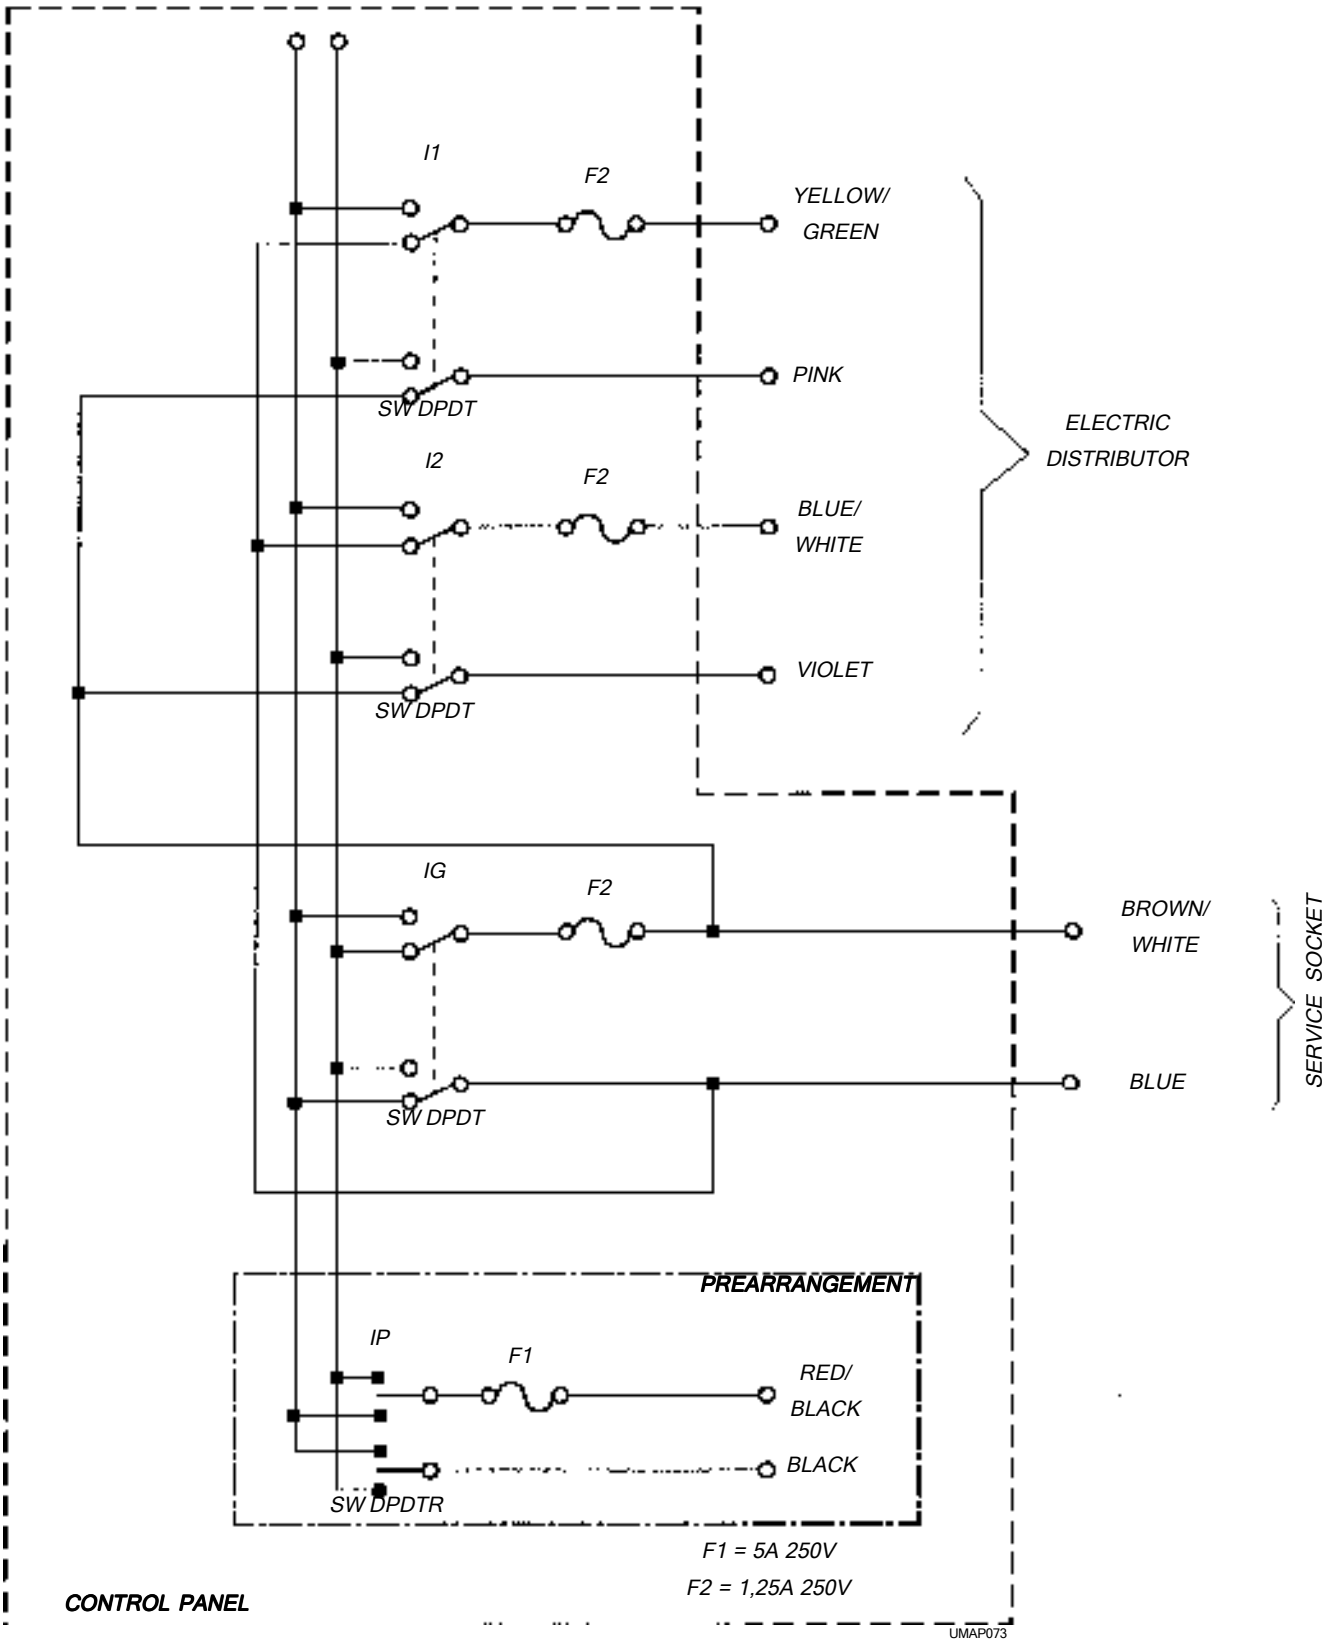 I1
F2
YELLOW/
GREEN
PINK
SW DPDT
ELECTRIC
DISTRIBUTOR
I2
F2
BLUE/
WHITE
VIOLET
SW DPDT
IG
F2
BROWN/
WHITE
SERVICE SOCKET
BLUE
SW DPDT
PREARRANGEMENT
IP
F1
RED/
BLACK
BLACK
SW DPDTR
F1 = 5A 250V
F2 = 1,25A 250V
CONTROL PANEL
UMAP073